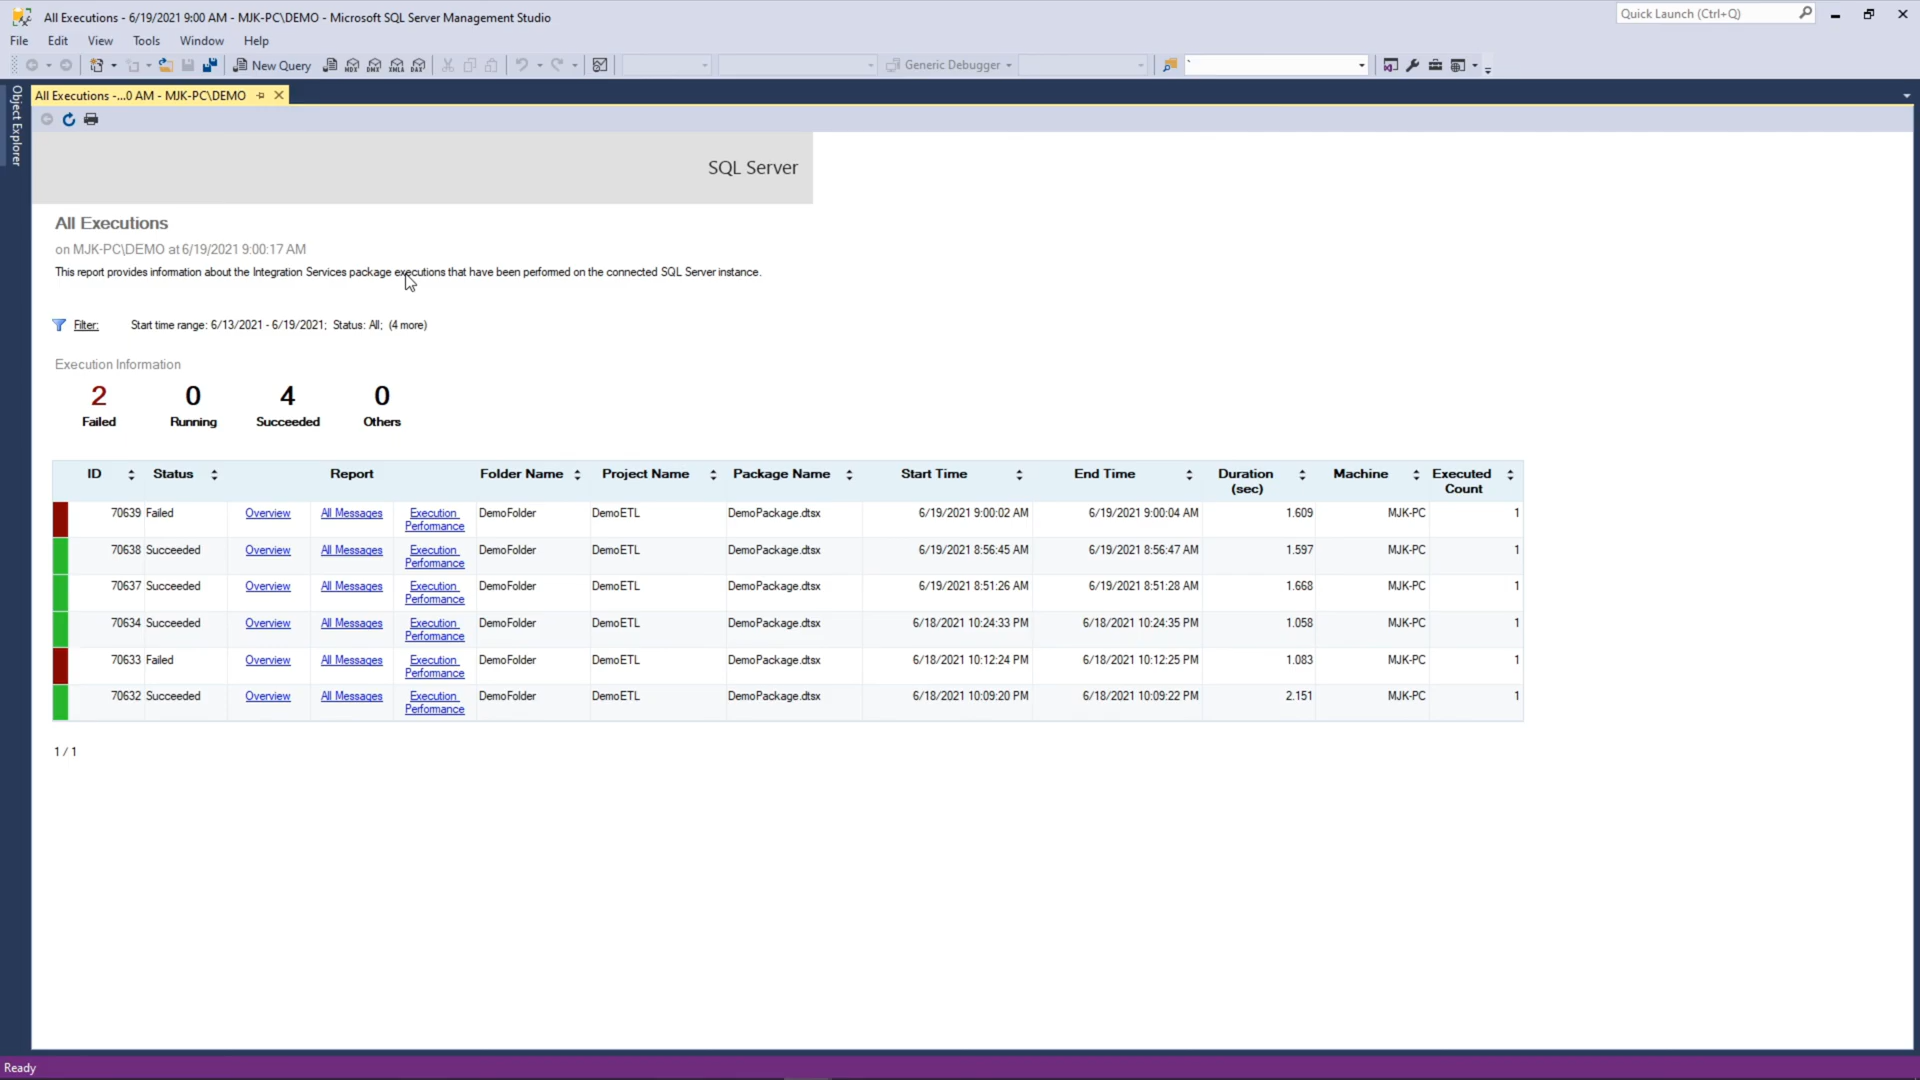 All Executions - 6/19/2021 9:00 AM - MJK-PC\DEMO - Microsoft SQL Server Management Studio
Quick Launch (Ctrl+Q)
File Edit View Tools Window Help
New Query MDX DMX XMLA DAX Generic Debugger `
Object Explorer
All Executions -...0 AM - MJK-PC\DEMO
SQL Server
All Executions
on MJK-PC\DEMO at 6/19/2021 9:00:17 AM
This report provides information about the Integration Services package executions that have been performed on the connected SQL Server instance.
Filter: Start time range: 6/13/2021 - 6/19/2021; Status: All; (4 more)
Execution Information
2 0 4 0
Failed Running Succeeded Others
ID Status Report Folder Name Project Name Package Name Start Time End Time Duration (sec) Machine Executed Count
70639 Failed Overview All Messages Execution Performance DemoFolder DemoETL DemoPackage.dtsx 6/19/2021 9:00:02 AM 6/19/2021 9:00:04 AM 1.609 MJK-PC 1
70638 Succeeded Overview All Messages Execution Performance DemoFolder DemoETL DemoPackage.dtsx 6/19/2021 8:56:45 AM 6/19/2021 8:56:47 AM 1.597 MJK-PC 1
70637 Succeeded Overview All Messages Execution Performance DemoFolder DemoETL DemoPackage.dtsx 6/19/2021 8:51:26 AM 6/19/2021 8:51:28 AM 1.668 MJK-PC 1
70634 Succeeded Overview All Messages Execution Performance DemoFolder DemoETL DemoPackage.dtsx 6/18/2021 10:24:33 PM 6/18/2021 10:24:35 PM 1.058 MJK-PC 1
70633 Failed Overview All Messages Execution Performance DemoFolder DemoETL DemoPackage.dtsx 6/18/2021 10:12:24 PM 6/18/2021 10:12:25 PM 1.083 MJK-PC 1
70632 Succeeded Overview All Messages Execution Performance DemoFolder DemoETL DemoPackage.dtsx 6/18/2021 10:09:20 PM 6/18/2021 10:09:22 PM 2.151 MJK-PC 1
1 / 1
Ready